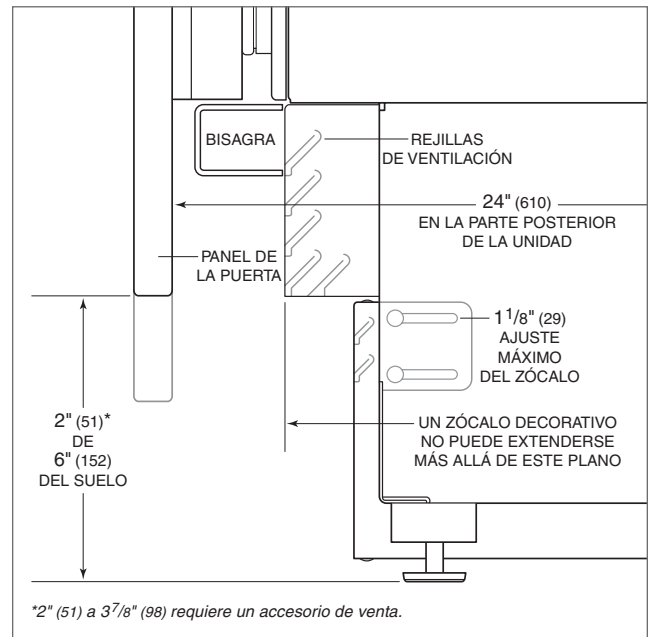 BISAGRA
REJILLAS
DE VENTILACIÓN
24" (610)
EN LA PARTE POSTERIOR
DE LA UNIDAD
PANEL DE
LA PUERTA
1 1/8" (29)
AJUSTE
MÁXIMO
DEL ZÓCALO
2" (51)*
DE
6" (152)
DEL SUELO
UN ZÓCALO DECORATIVO
NO PUEDE EXTENDERSE
MÁS ALLÁ DE ESTE PLANO
*2" (51) a 3 7/8" (98) requiere un accesorio de venta.